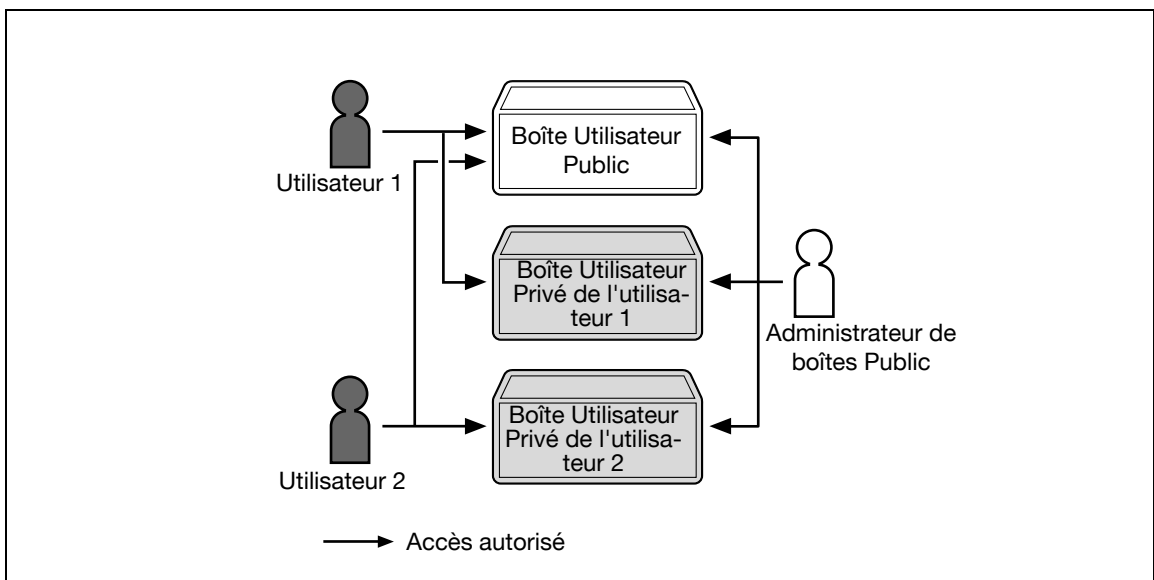 Utilisateur 1
Boîte Utilisateur
Public
Boîte Utilisateur
Privé de l'utilisa-
teur 1
Administrateur de
boîtes Public
Boîte Utilisateur
Privé de l'utilisa-
teur 2
Utilisateur 2
Accès autorisé